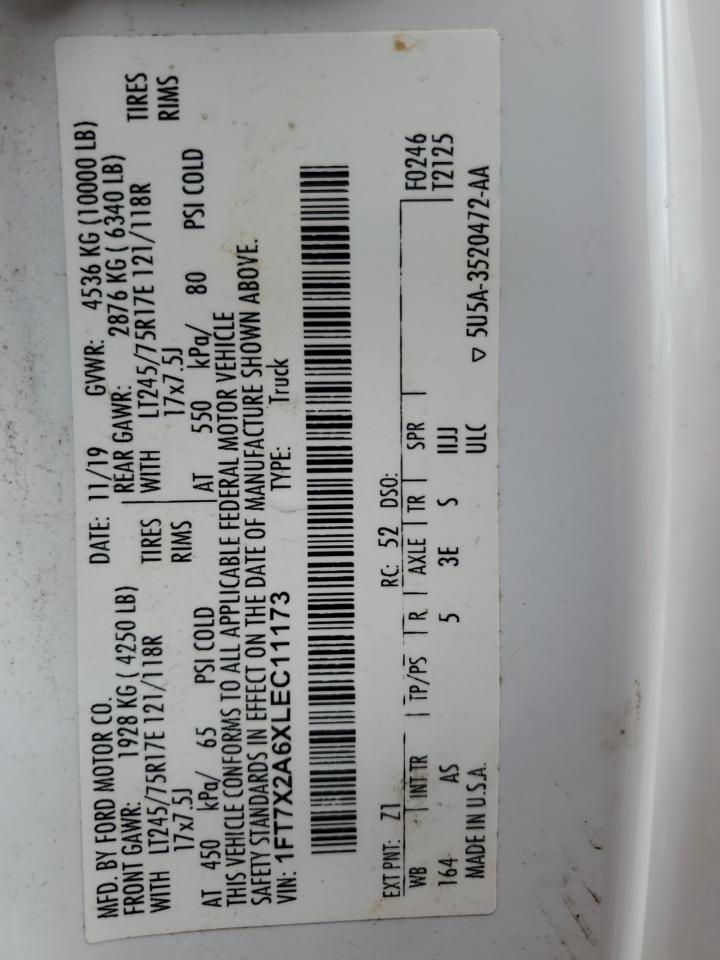 MFD. BY FORD MOTOR CO.
DATE: 11/19 GVWR: 4536 KG (10000 LB)
FRONT GAWR: 1928 KG ( 4250 LB) REAR GAWR: 2876 KG ( 6340 LB)
WITH LT245/75R17E 121/118R TIRES WITH LT245/75R17E 121/118R TIRES
17x7.5J RIMS 17x7.5J RIMS
AT 450 kPa/ 65 PSI COLD AT 550 kPa/ 80 PSI COLD
THIS VEHICLE CONFORMS TO ALL APPLICABLE FEDERAL MOTOR VEHICLE
SAFETY STANDARDS IN EFFECT ON THE DATE OF MANUFACTURE SHOWN ABOVE.
VIN: 1FT7X2A6XLEC11173 TYPE: Truck
EXT PNT: Z1 RC: 52 DSO: F0246
WB INT TR TP/PS R AXLE TR SPR T2125
164 AS 5 3E S IIJJ
MADE IN U.S.A. ULC
▽ 5U5A-3520472-AA